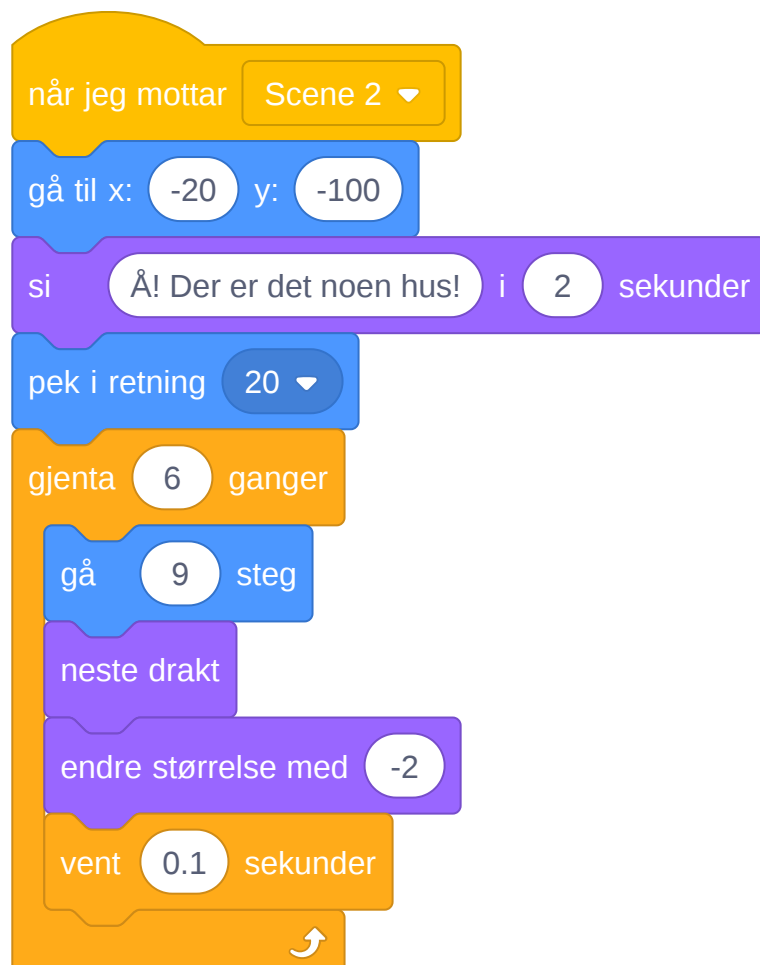 når jeg mottar Scene 2
gå til x: -20 y: -100
si Å! Der er det noen hus! i 2 sekunder
pek i retning 20
gjenta 6 ganger
gå 9 steg
neste drakt
endre størrelse med -2
vent 0.1 sekunder